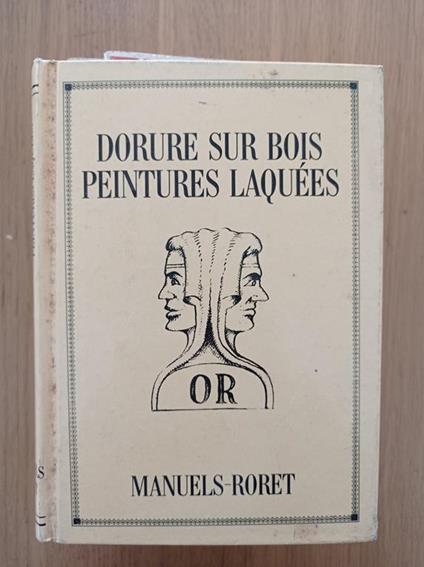 DORURE SUR BOIS
PEINTURES LAQUÉES
OR
MANUELS-RORET